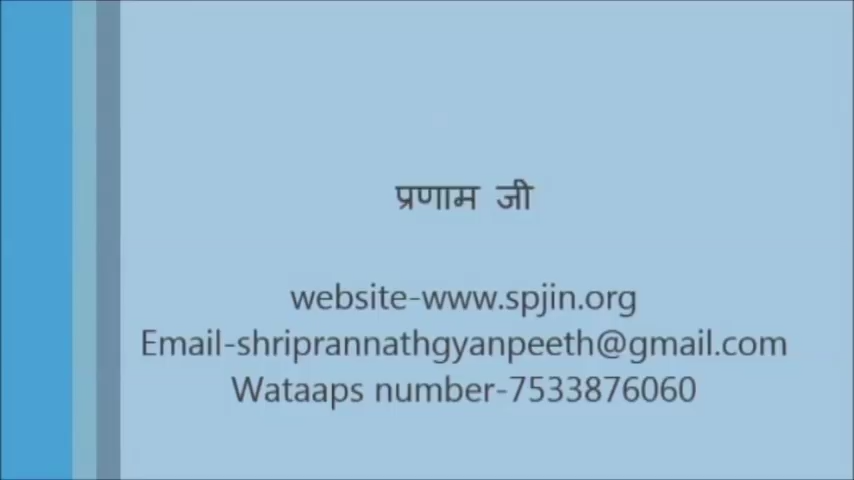 प्रणाम जी
website-www.spjin.org
Email-shriprannathgyanpeeth@gmail.com
Wataaps number-7533876060